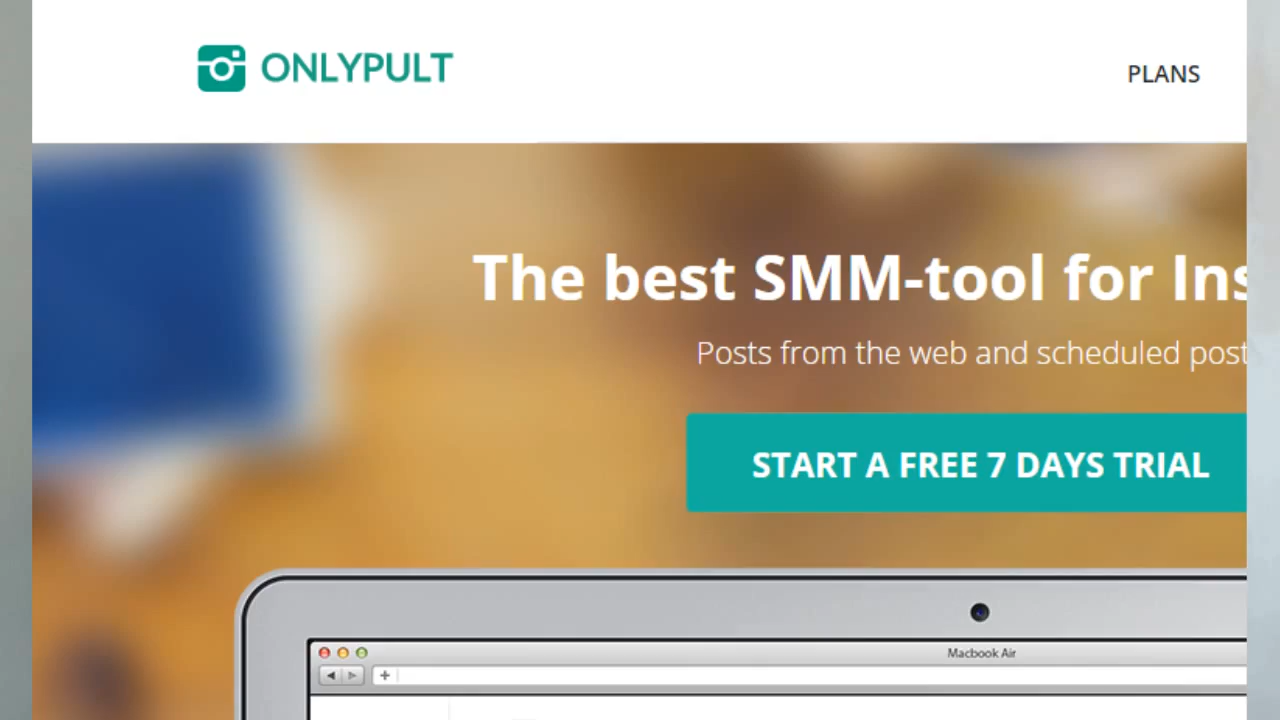 ONLYPULT
PLANS
The best SMM-tool for Ins
Posts from the web and scheduled post
START A FREE 7 DAYS TRIAL
Macbook Air